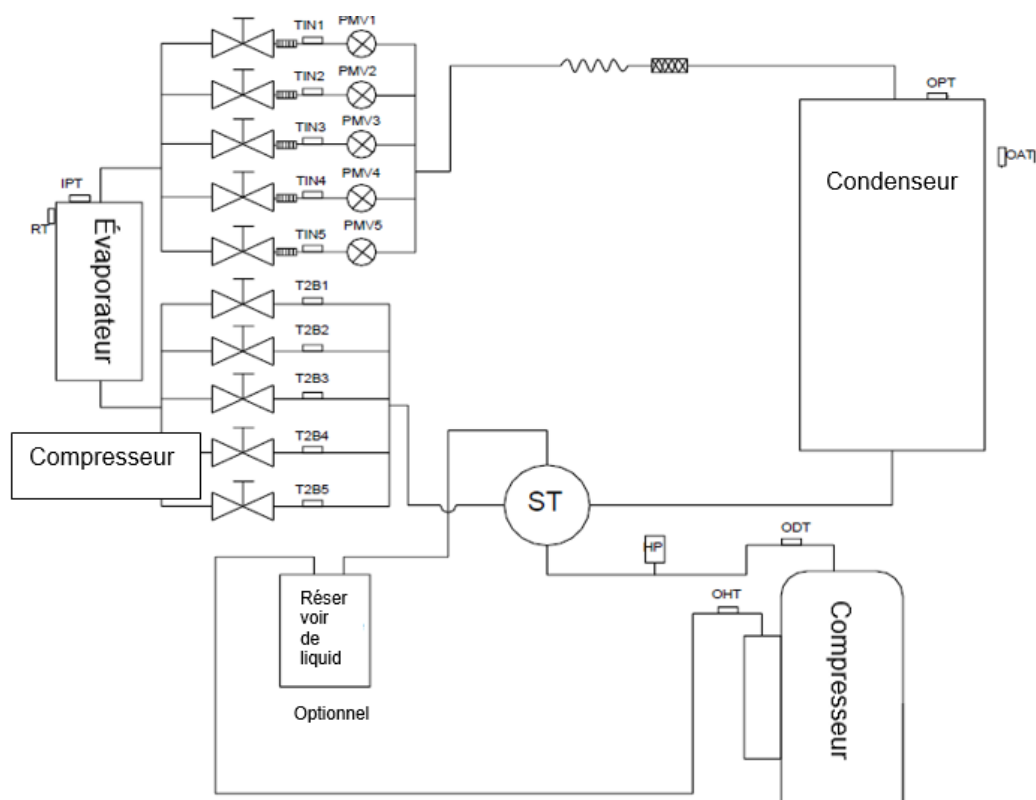 TIN1
PMV1
TIN2
PMV2
TIN3
PMV3
TIN4
PMV4
TIN5
PMV5
OPT
OAT
Condenseur
IPT
RT
Évaporateur
T2B1
T2B2
T2B3
T2B4
T2B5
Compresseur
ST
HP
ODT
OHT
Réser
voir
de
liquid
Optionnel
Compresseur